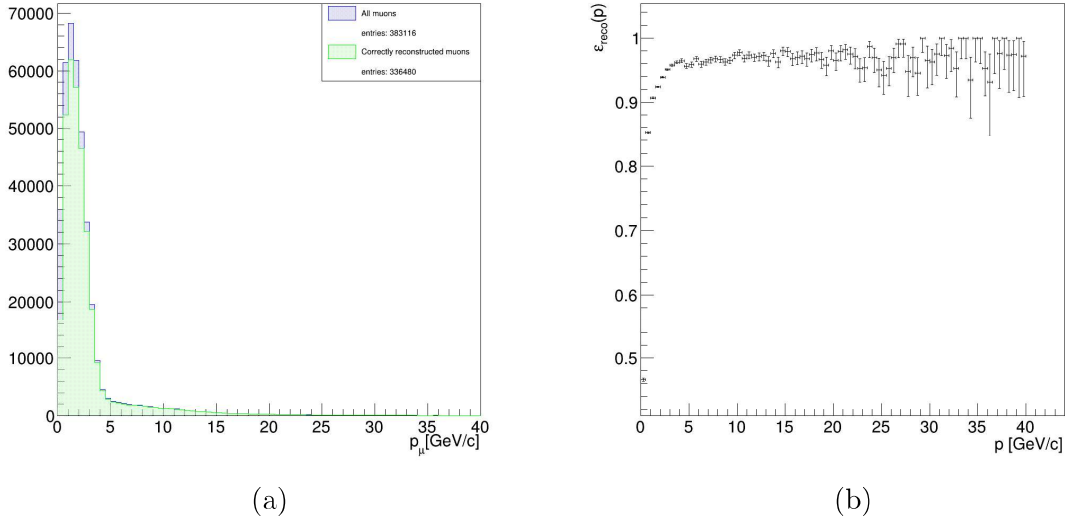 70000
60000
50000
40000
30000
20000
10000
0
0 5 10 15 20 25 30 35 40
p_μ[GeV/c]
All muons
entries: 383116
Correctly reconstructed muons
entries: 336480
(a)
ε_reco(p)
1
0.9
0.8
0.7
0.6
0.5
0 5 10 15 20 25 30 35 40
p [GeV/c]
(b)